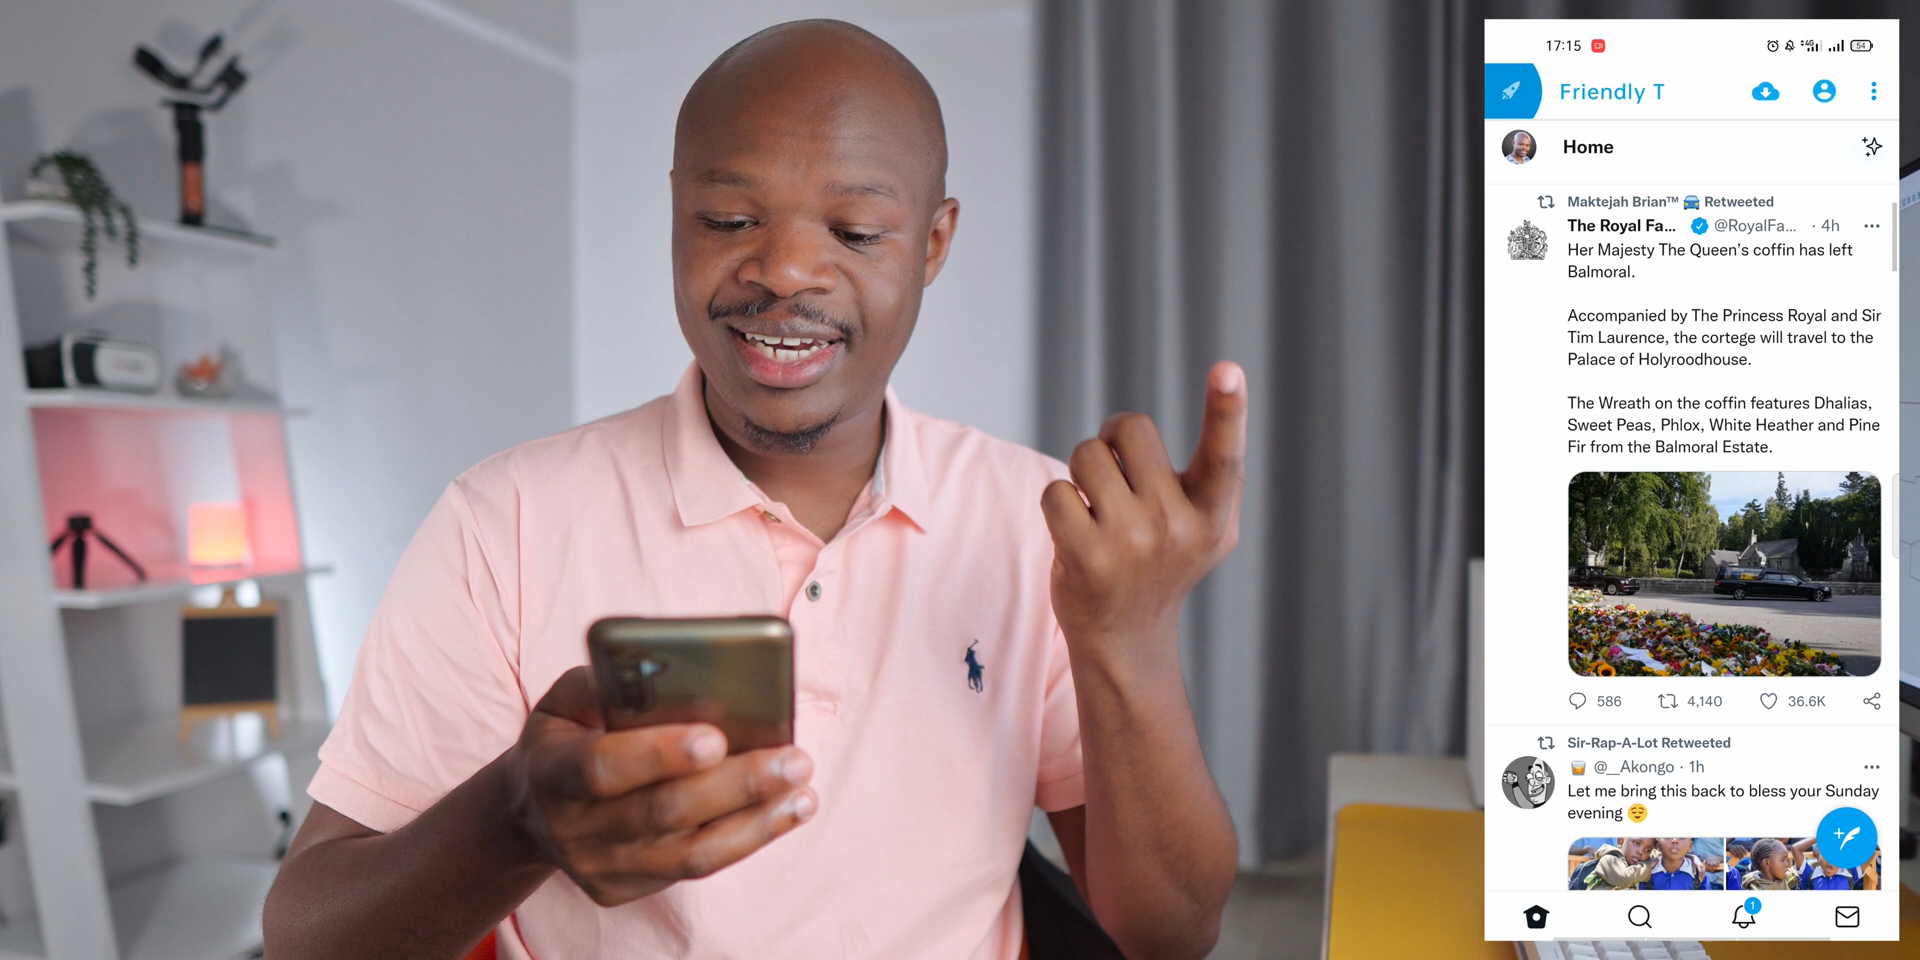 17:15
4G
54
Friendly T
Home
Maktejah Brian™ 🚘 Retweeted
The Royal Fa... @RoyalFa... · 4h
Her Majesty The Queen's coffin has left
Balmoral.
Accompanied by The Princess Royal and Sir
Tim Laurence, the cortege will travel to the
Palace of Holyroodhouse.
The Wreath on the coffin features Dhalias,
Sweet Peas, Phlox, White Heather and Pine
Fir from the Balmoral Estate.
586 4,140 36.6K
Sir-Rap-A-Lot Retweeted
🥃 @__Akongo · 1h
Let me bring this back to bless your Sunday
evening 😌
1